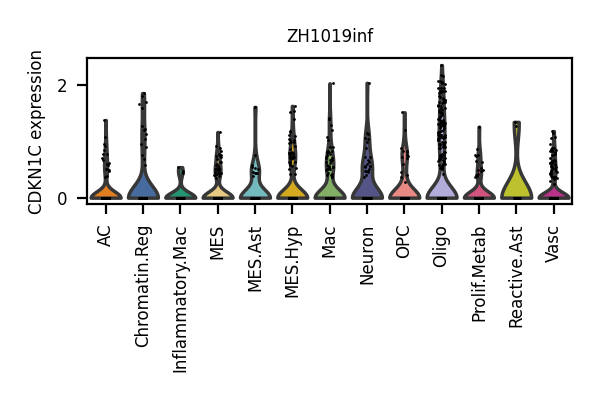 ZH1019inf
CDKN1C expression
2
0
AC
Chromatin.Reg
Inflammatory.Mac
MES
MES.Ast
MES.Hyp
Mac
Neuron
OPC
Oligo
Prolif.Metab
Reactive.Ast
Vasc